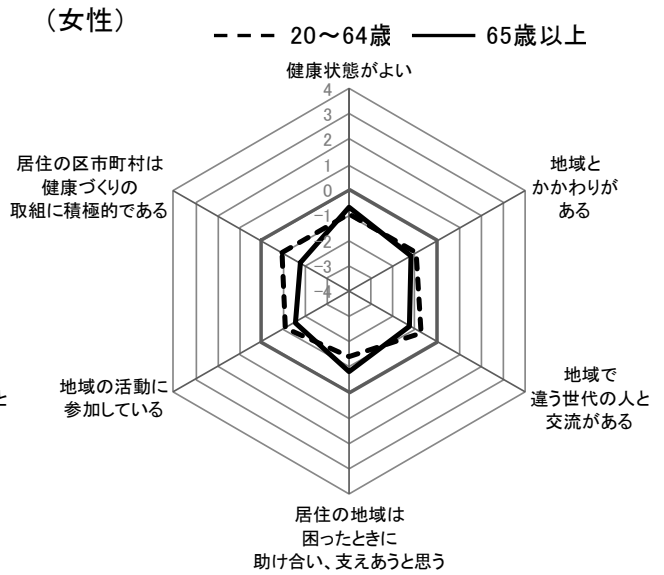 （女性）
20～64歳 65歳以上
健康状態がよい
4
3
2
1
0
-1
-2
-3
-4
地域と
かかわりが
ある
地域で
違う世代の人と
交流がある
居住の地域は
困ったときに
助け合い、支えあうと思う
地域の活動に
参加している
居住の区市町村は
健康づくりの
取組に積極的である
と